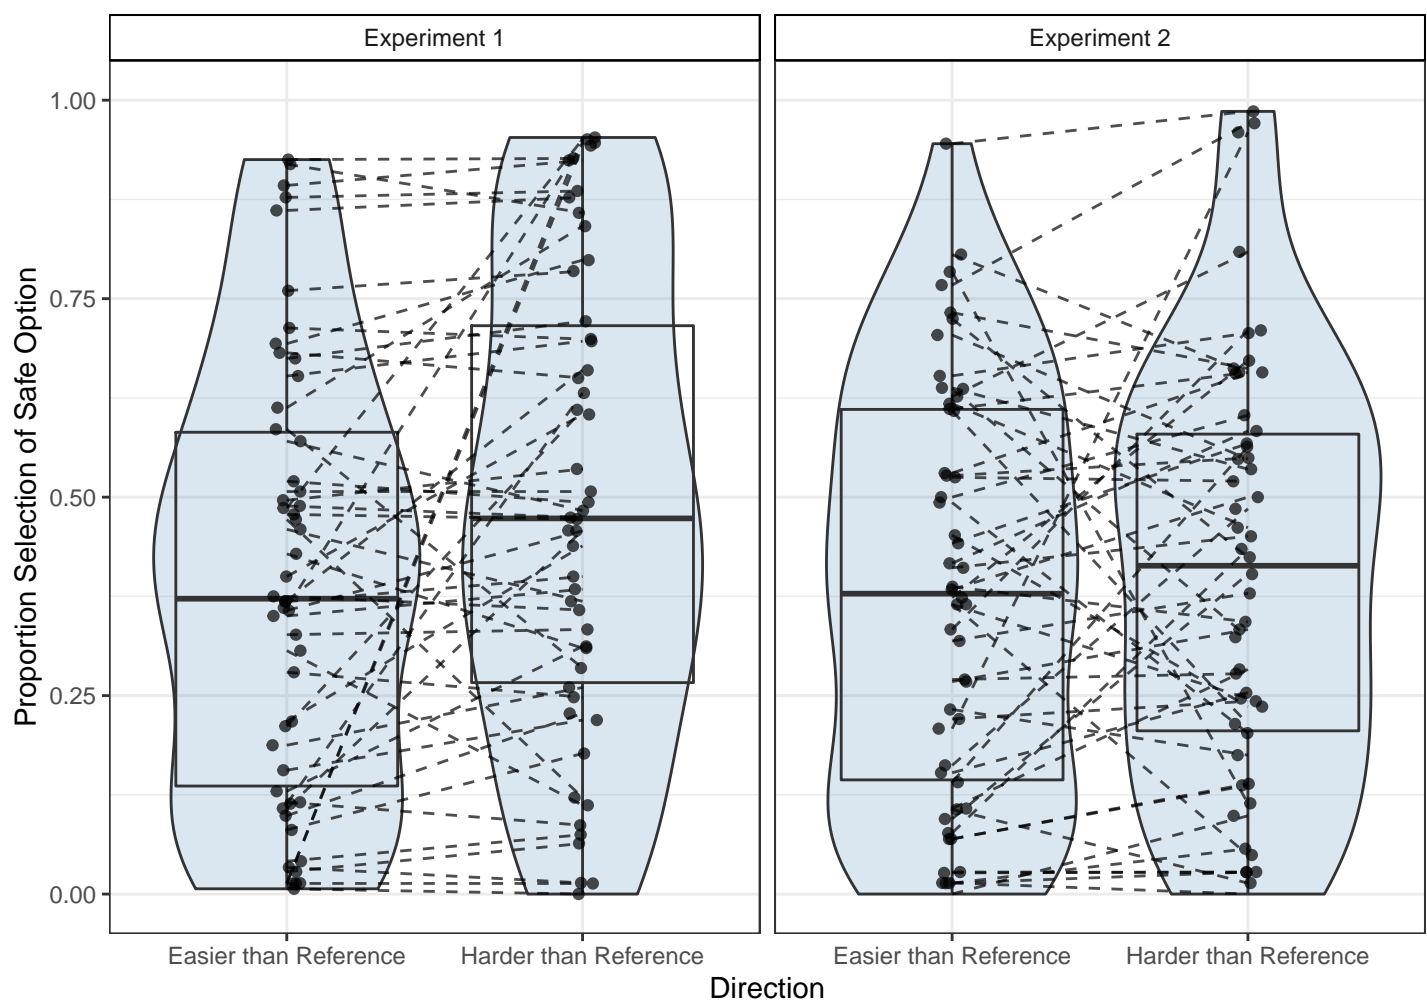 Experiment 1
Experiment 2
Proportion Selection of Safe Option
1.00
0.75
0.50
0.25
0.00
Easier than Reference
Harder than Reference
Easier than Reference
Harder than Reference
Direction